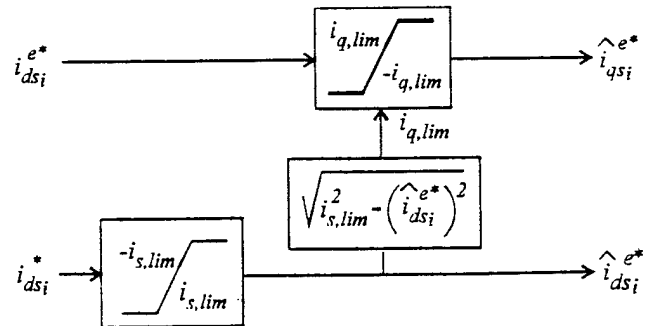 i_{ds_i}^{e*} i_{q,lim} -i_{q,lim} \hat{i}_{qs_i}^{e*}
i_{q,lim}
\sqrt{i_{s,lim}^2 - (\hat{i}_{ds_i}^{e*})^2}
i_{ds_i}^{*} -i_{s,lim} i_{s,lim} \hat{i}_{ds_i}^{e*}